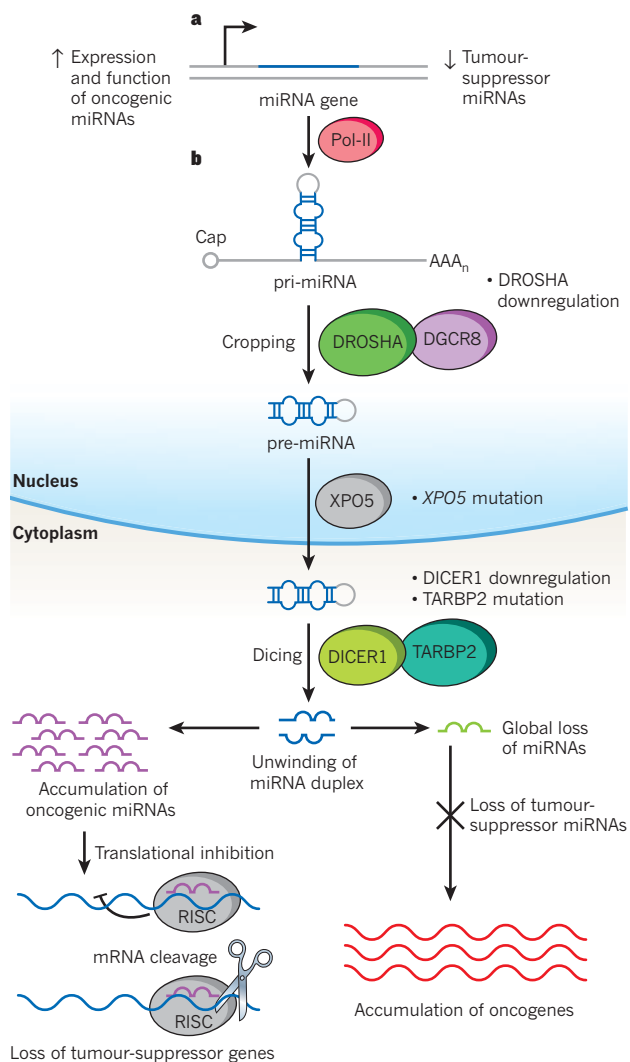 a
↑ Expression
and function
of oncogenic
miRNAs
↓ Tumour-
suppressor
miRNAs
miRNA gene
Pol-II
b
Cap
AAAn
pri-miRNA
• DROSHA
downregulation
Cropping
DROSHA
DGCR8
pre-miRNA
Nucleus
XPO5
• XPO5 mutation
Cytoplasm
• DICER1 downregulation
• TARBP2 mutation
Dicing
DICER1
TARBP2
Unwinding of
miRNA duplex
Global loss
of miRNAs
Accumulation of
oncogenic miRNAs
Loss of tumour-
suppressor miRNAs
Translational inhibition
RISC
mRNA cleavage
RISC
Accumulation of oncogenes
Loss of tumour-suppressor genes